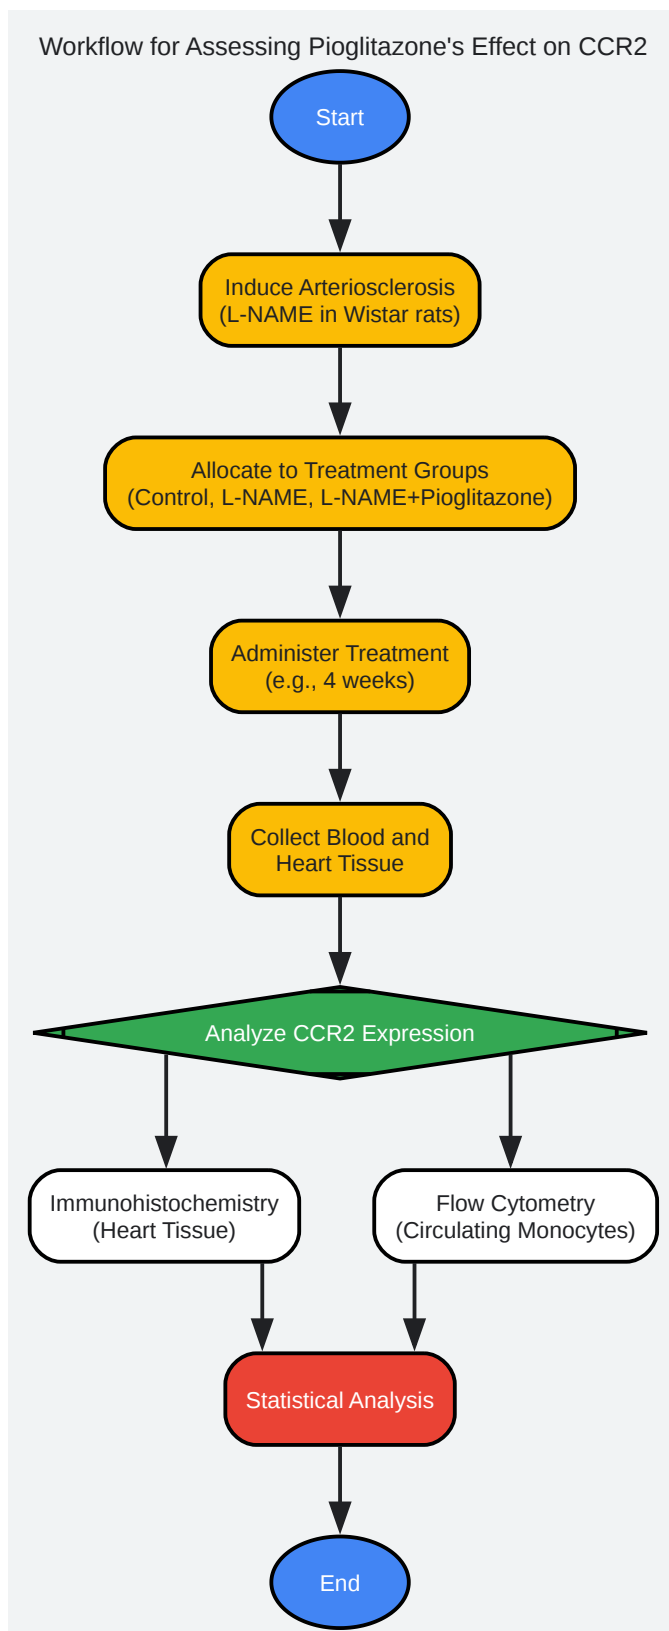 Workflow for Assessing Pioglitazone's Effect on CCR2
Start
Induce Arteriosclerosis
(L-NAME in Wistar rats)
Allocate to Treatment Groups
(Control, L-NAME, L-NAME+Pioglitazone)
Administer Treatment
(e.g., 4 weeks)
Collect Blood and
Heart Tissue
Analyze CCR2 Expression
Immunohistochemistry
(Heart Tissue)
Flow Cytometry
(Circulating Monocytes)
Statistical Analysis
End